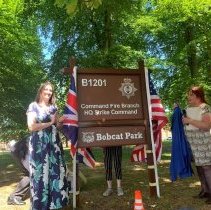 B1201
Command Fire Branch
HQ Strike Command
Bobcat Park